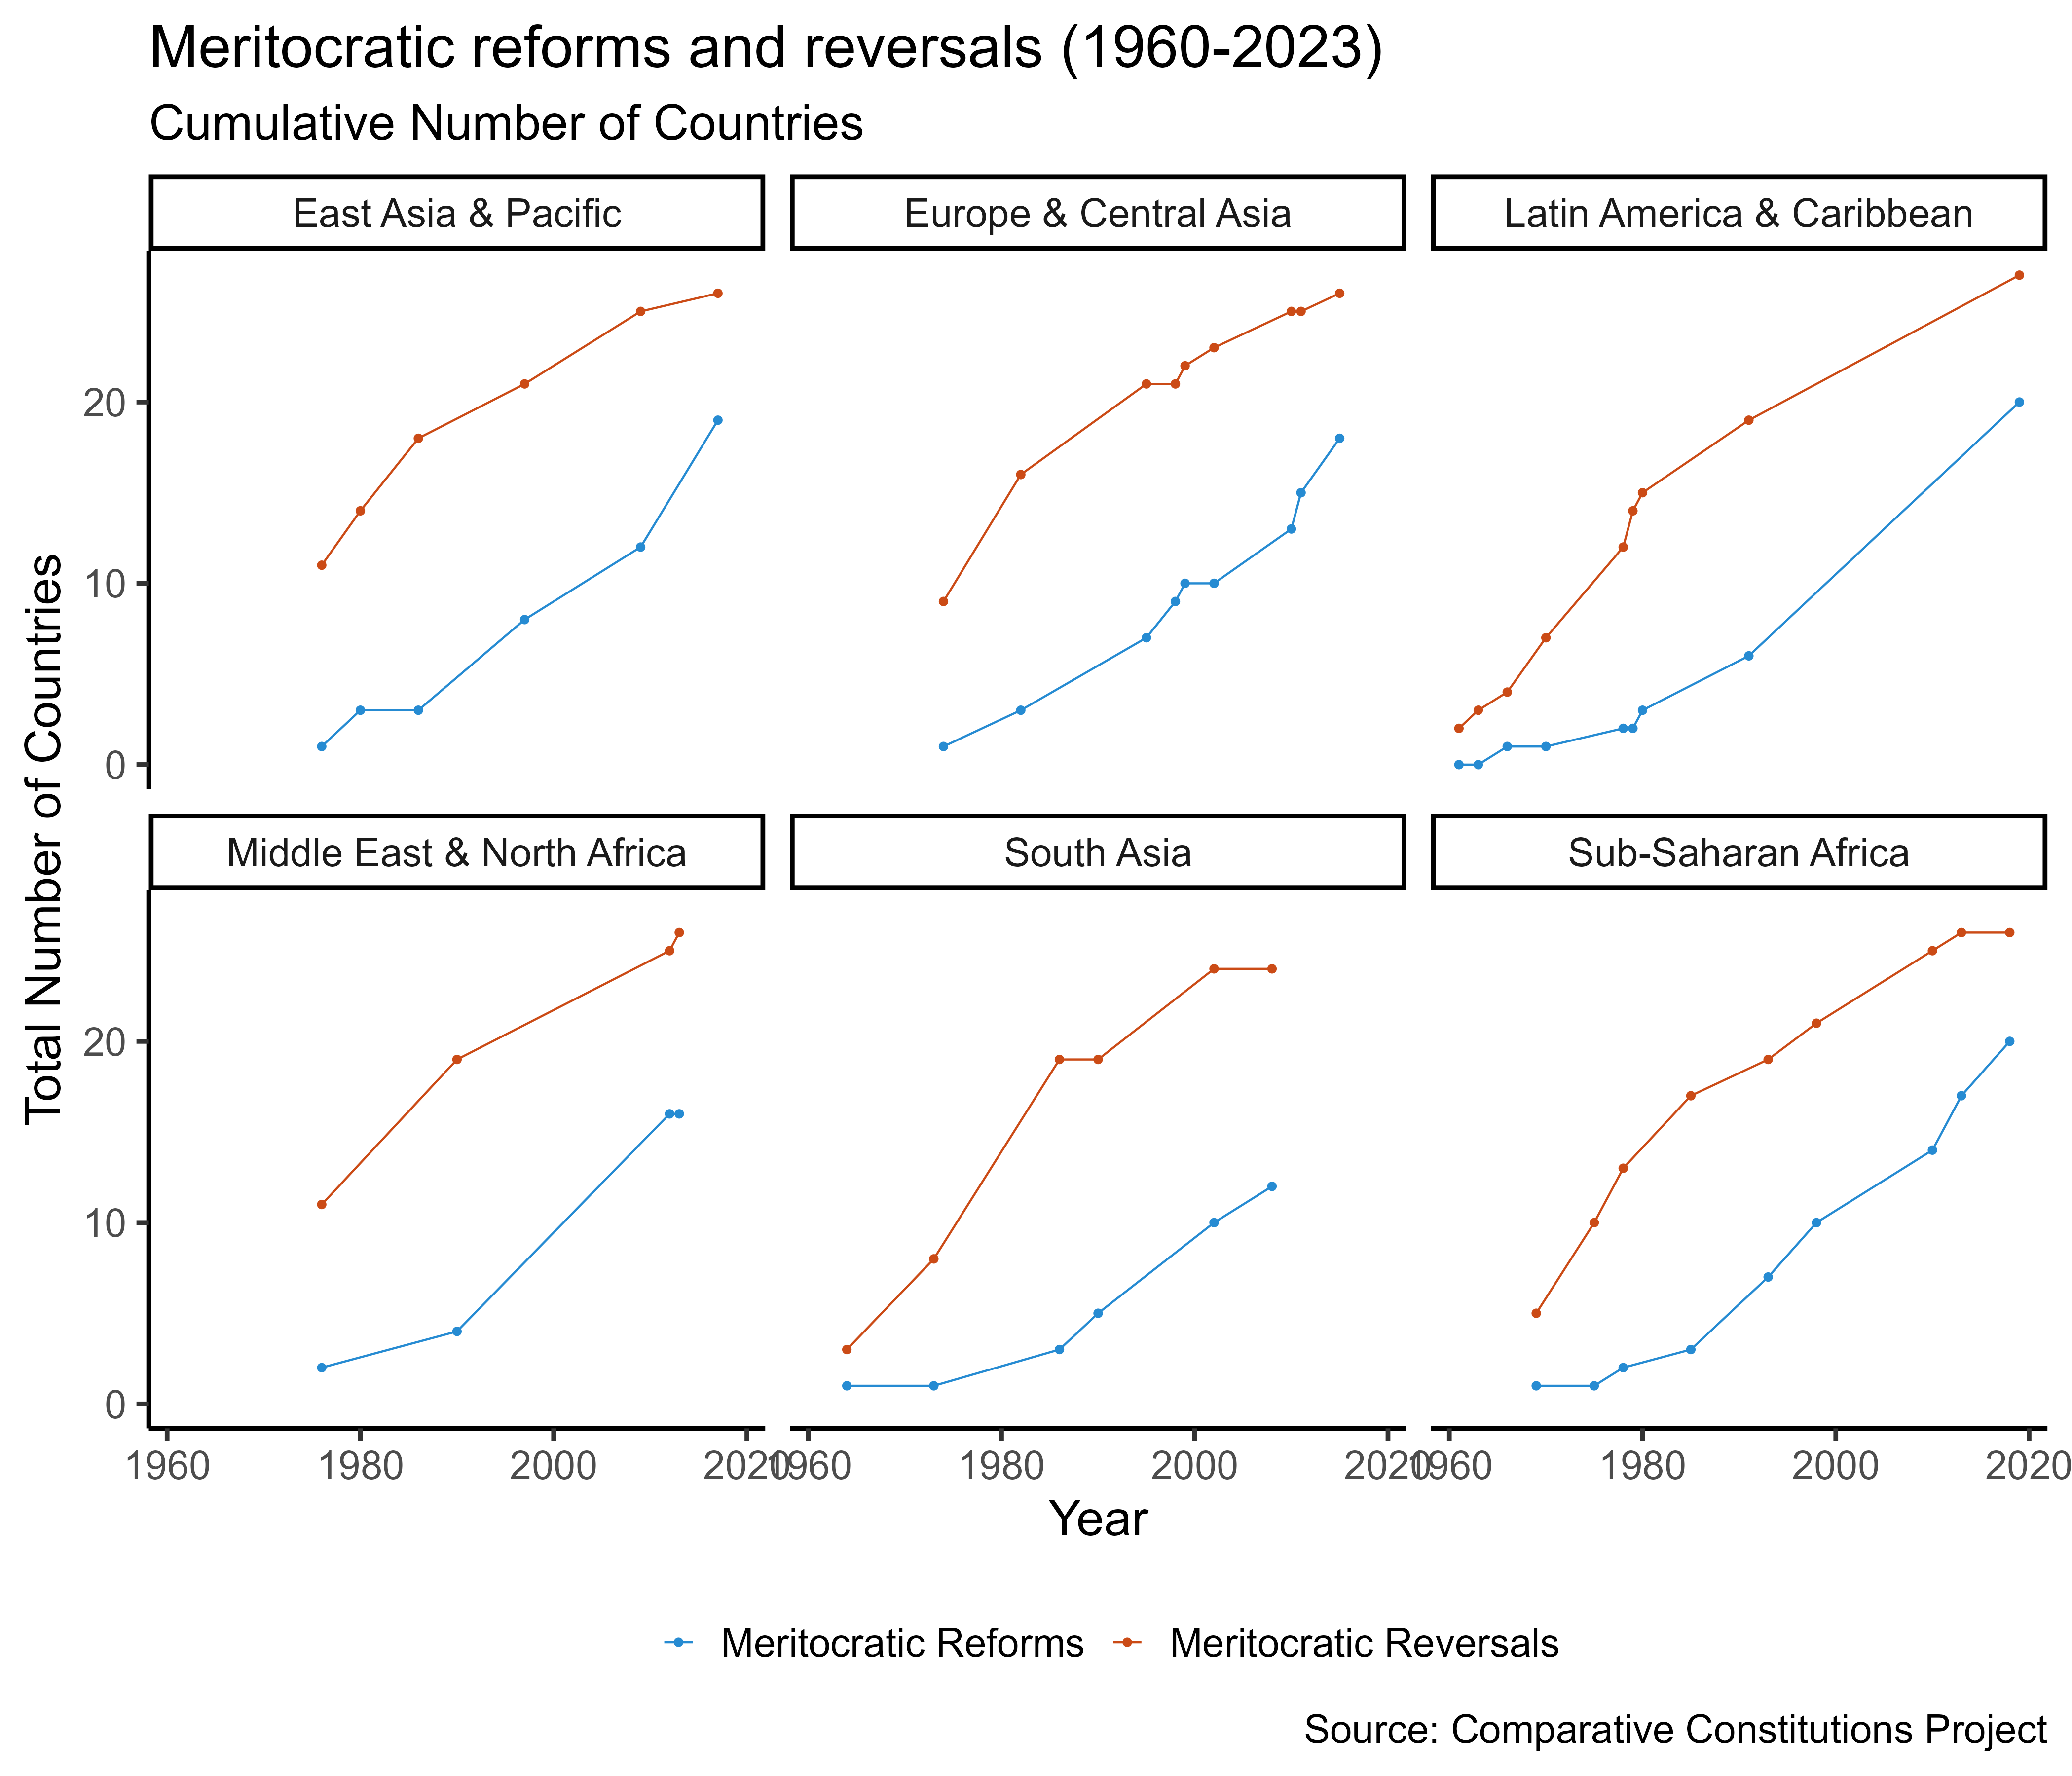 Meritocratic reforms and reversals (1960-2023)
Cumulative Number of Countries
East Asia & Pacific
Europe & Central Asia
Latin America & Caribbean
20
10
0
Total Number of Countries
Middle East & North Africa
South Asia
Sub-Saharan Africa
20
10
0
1960 1980 2000 2020 1960 1980 2000 2020 1960 1980 2000 2020
Year
Meritocratic Reforms
Meritocratic Reversals
Source: Comparative Constitutions Project